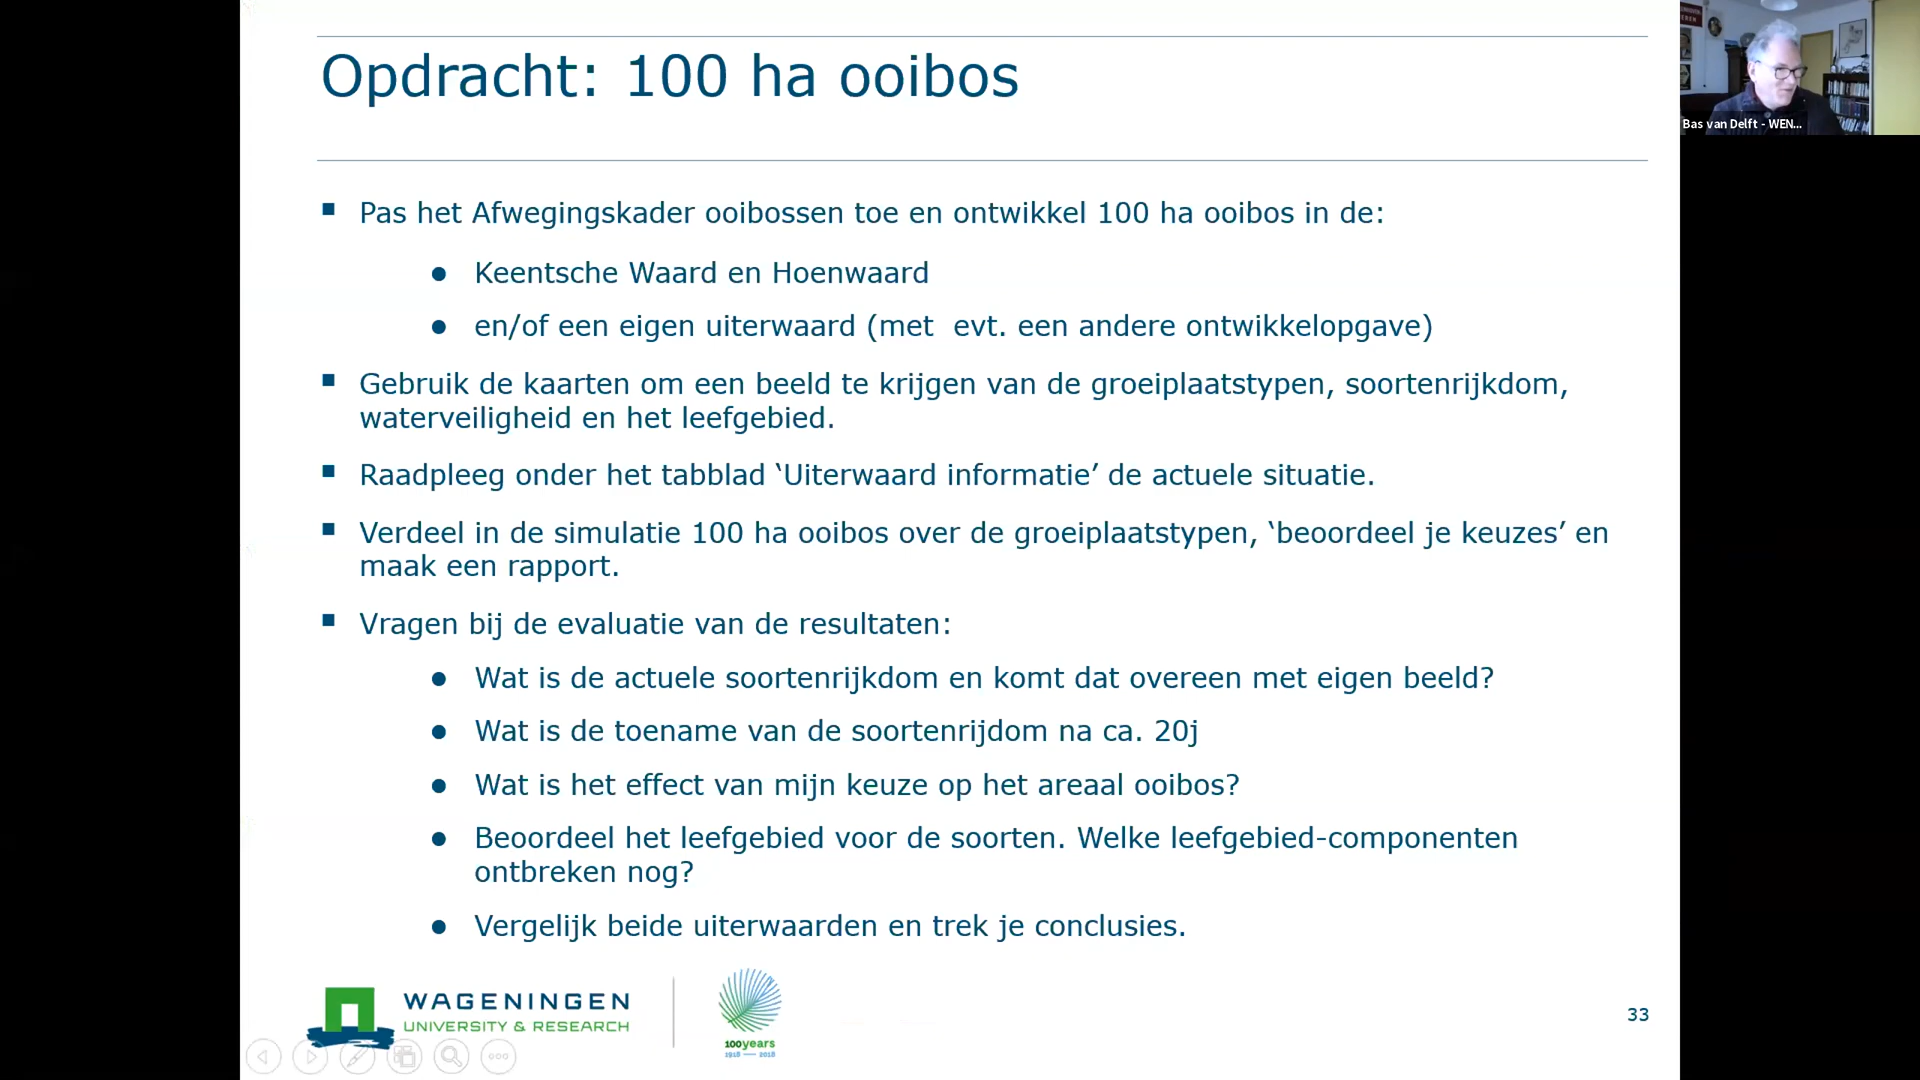 Opdracht: 100 ha ooibos
Bas van Delft - WEN...
Pas het Afwegingskader ooibossen toe en ontwikkel 100 ha ooibos in de:
Keentsche Waard en Hoenwaard
en/of een eigen uiterwaard (met evt. een andere ontwikkelopgave)
Gebruik de kaarten om een beeld te krijgen van de groeiplaatstypen, soortenrijkdom,
waterveiligheid en het leefgebied.
Raadpleeg onder het tabblad ‘Uiterwaard informatie’ de actuele situatie.
Verdeel in de simulatie 100 ha ooibos over de groeiplaatstypen, ‘beoordeel je keuzes’ en
maak een rapport.
Vragen bij de evaluatie van de resultaten:
Wat is de actuele soortenrijkdom en komt dat overeen met eigen beeld?
Wat is de toename van de soortenrijdom na ca. 20j
Wat is het effect van mijn keuze op het areaal ooibos?
Beoordeel het leefgebied voor de soorten. Welke leefgebied-componenten
ontbreken nog?
Vergelijk beide uiterwaarden en trek je conclusies.
WAGENINGEN
UNIVERSITY & RESEARCH
100years
1918 — 2018
33